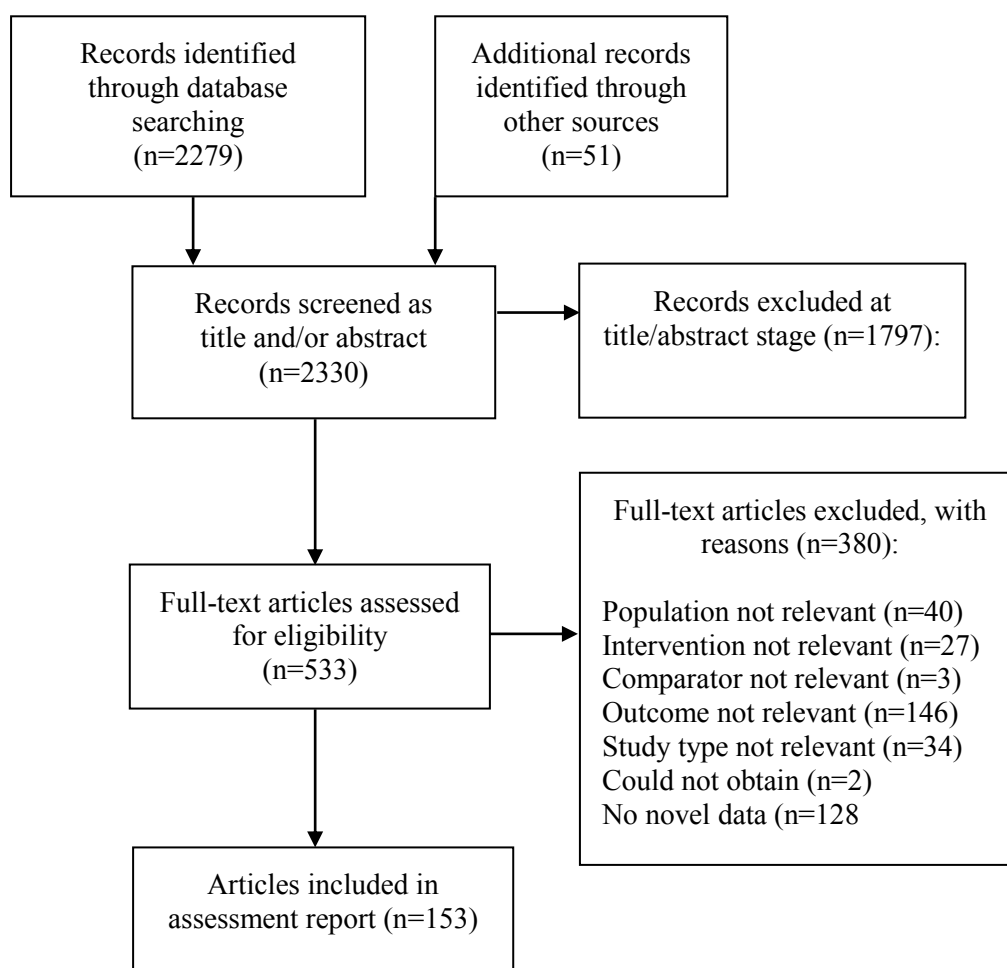 Records identified
through database
searching
(n=2279)
Additional records
identified through
other sources
(n=51)
Records screened as
title and/or abstract
(n=2330)
Records excluded at
title/abstract stage (n=1797):
Full-text articles assessed
for eligibility
(n=533)
Full-text articles excluded, with
reasons (n=380):
Population not relevant (n=40)
Intervention not relevant (n=27)
Comparator not relevant (n=3)
Outcome not relevant (n=146)
Study type not relevant (n=34)
Could not obtain (n=2)
No novel data (n=128
Articles included in
assessment report (n=153)